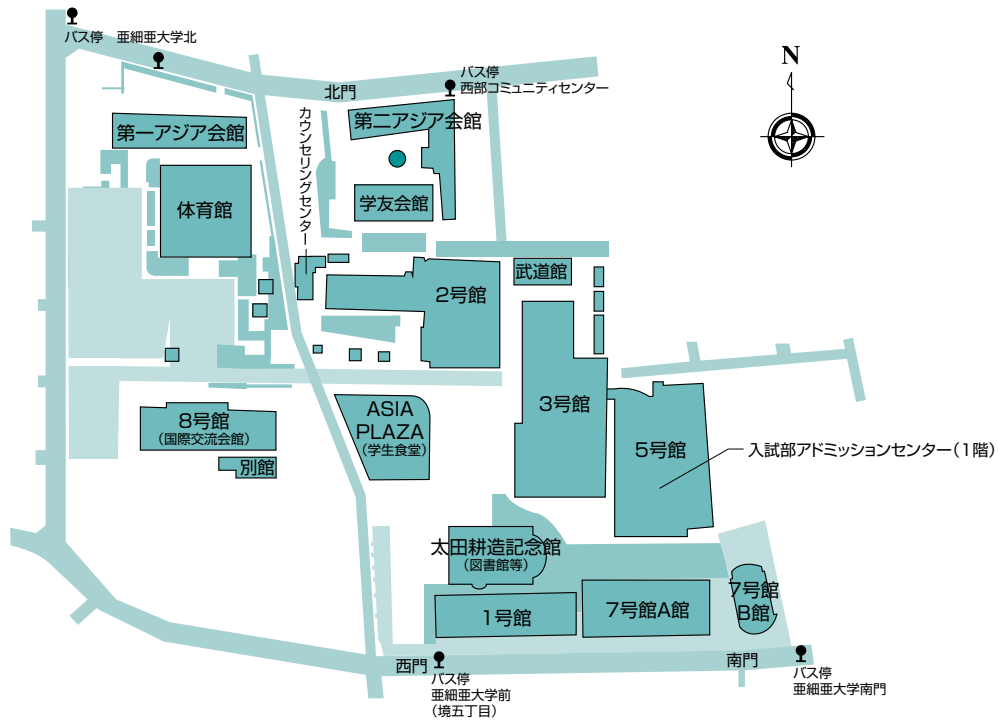 バス停 亜細亜大学北
バス停
西部コミュニティセンター
北門
N
カウンセリングセンター
第一アジア会館
第二アジア会館
体育館
学友会館
2号館
武道館
3号館
5号館
入試部アドミッションセンター(1階)
8号館
(国際交流会館)
別館
ASIA
PLAZA
(学生食堂)
太田耕造記念館
(図書館等)
1号館
7号館A館
7号館
B館
西門
バス停
亜細亜大学前
(境五丁目)
南門
バス停
亜細亜大学南門